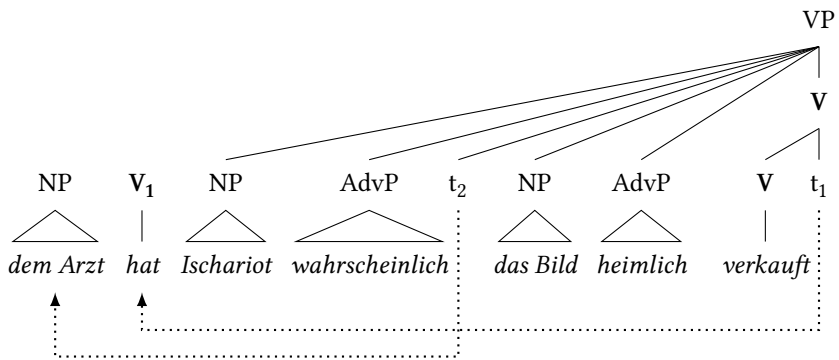 VP
V
NP V₁ NP AdvP t₂ NP AdvP V t₁
dem Arzt hat Ischariot wahrscheinlich das Bild heimlich verkauft